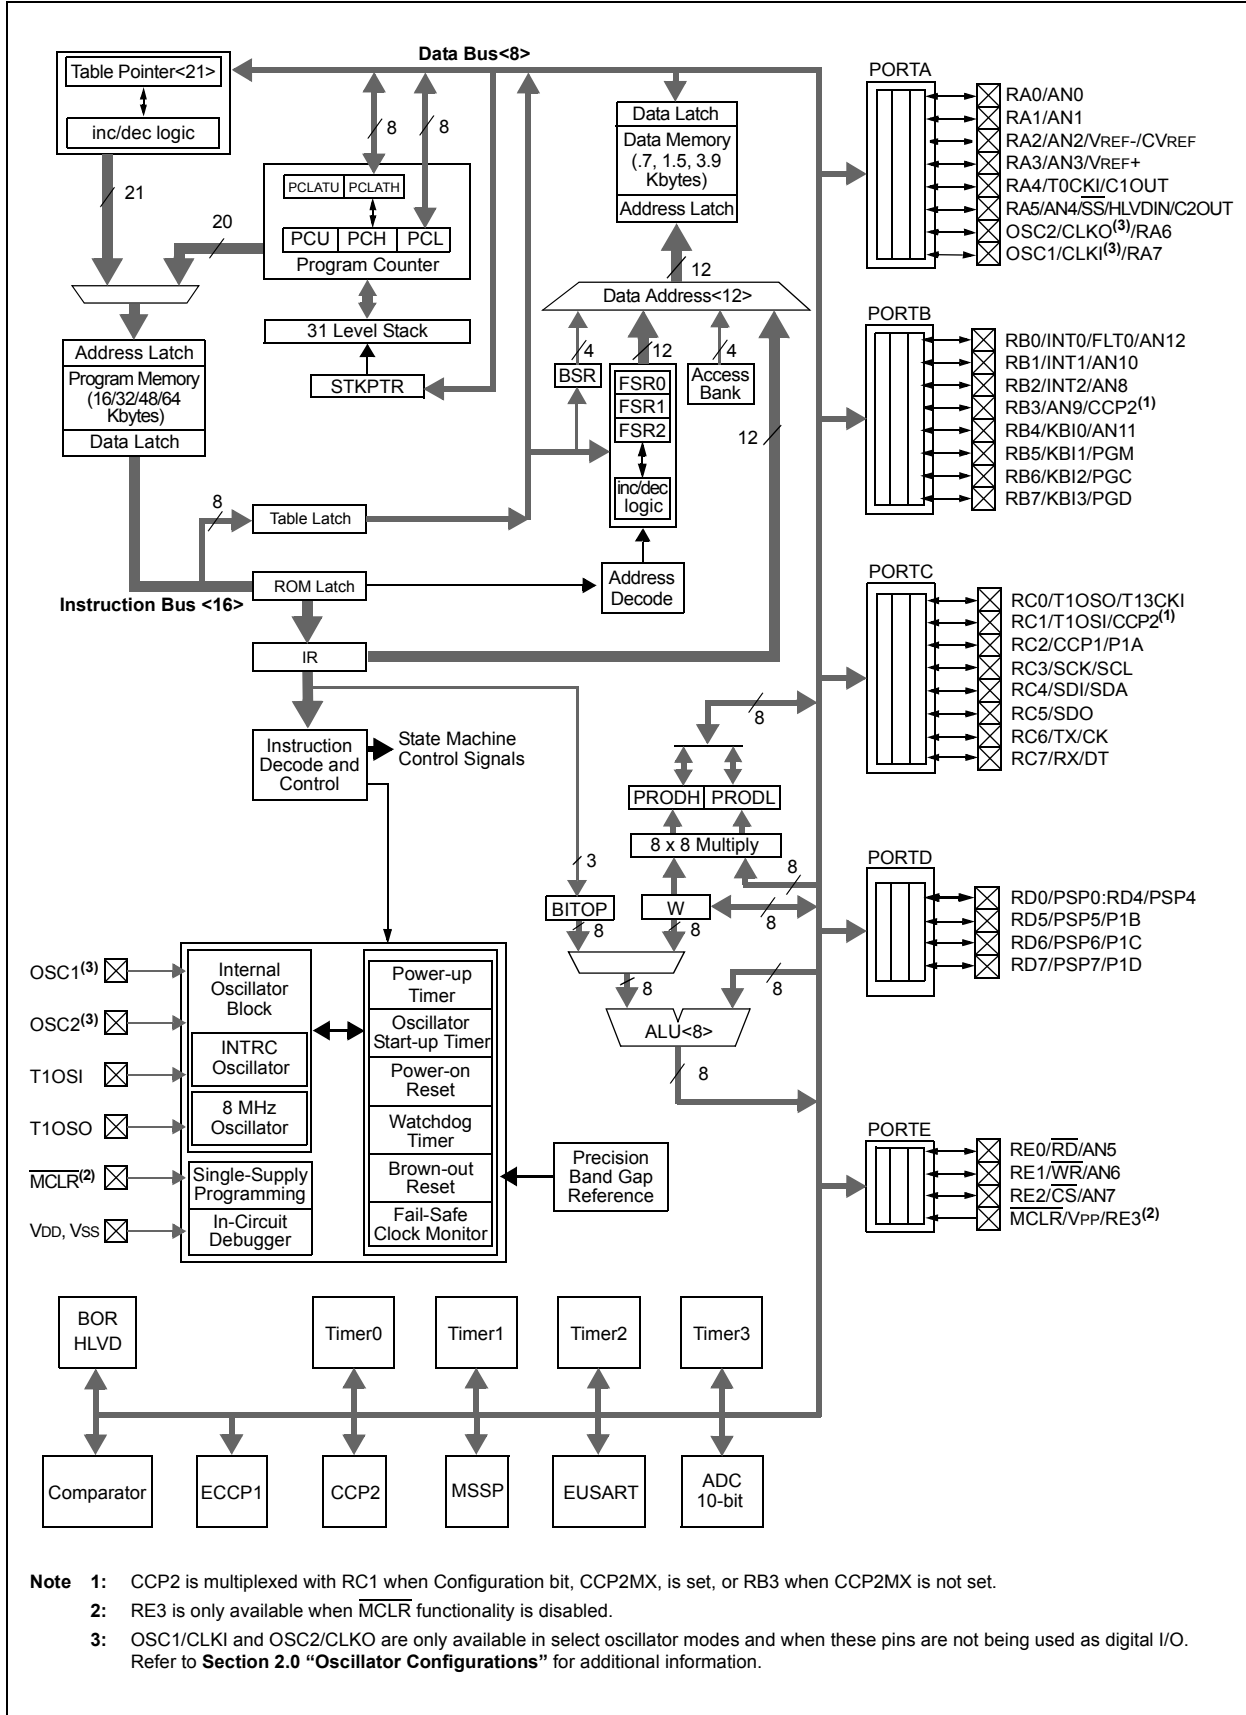 Data Bus<8>
Table Pointer<21>
inc/dec logic
21
20
8
8
PCLATU PCLATH
PCU PCH PCL
Program Counter
31 Level Stack
STKPTR
Address Latch
Program Memory
(16/32/48/64
Kbytes)
Data Latch
8
Table Latch
ROM Latch
Instruction Bus <16>
IR
Instruction
Decode and
Control
State Machine
Control Signals
Data Latch
Data Memory
(.7, 1.5, 3.9
Kbytes)
Address Latch
12
Data Address<12>
4
12
4
BSR
FSR0
FSR1
FSR2
inc/dec
logic
Access
Bank
12
Address
Decode
8
PRODH PRODL
8 x 8 Multiply
3
8
BITOP
W
8
8
8
8
8
ALU<8>
8
OSC1(3)
OSC2(3)
T1OSI
T1OSO
MCLR(2)
VDD, VSS
Internal
Oscillator
Block
INTRC
Oscillator
8 MHz
Oscillator
Single-Supply
Programming
In-Circuit
Debugger
Power-up
Timer
Oscillator
Start-up Timer
Power-on
Reset
Watchdog
Timer
Brown-out
Reset
Fail-Safe
Clock Monitor
Precision
Band Gap
Reference
PORTA
RA0/AN0
RA1/AN1
RA2/AN2/VREF-/CVREF
RA3/AN3/VREF+
RA4/T0CKI/C1OUT
RA5/AN4/SS/HLVDIN/C2OUT
OSC2/CLKO(3)/RA6
OSC1/CLKI(3)/RA7
PORTB
RB0/INT0/FLT0/AN12
RB1/INT1/AN10
RB2/INT2/AN8
RB3/AN9/CCP2(1)
RB4/KBI0/AN11
RB5/KBI1/PGM
RB6/KBI2/PGC
RB7/KBI3/PGD
PORTC
RC0/T1OSO/T13CKI
RC1/T1OSI/CCP2(1)
RC2/CCP1/P1A
RC3/SCK/SCL
RC4/SDI/SDA
RC5/SDO
RC6/TX/CK
RC7/RX/DT
PORTD
RD0/PSP0:RD4/PSP4
RD5/PSP5/P1B
RD6/PSP6/P1C
RD7/PSP7/P1D
PORTE
RE0/RD/AN5
RE1/WR/AN6
RE2/CS/AN7
MCLR/VPP/RE3(2)
BOR
HLVD
Timer0
Timer1
Timer2
Timer3
Comparator
ECCP1
CCP2
MSSP
EUSART
ADC
10-bit
Note 1: CCP2 is multiplexed with RC1 when Configuration bit, CCP2MX, is set, or RB3 when CCP2MX is not set.
2: RE3 is only available when MCLR functionality is disabled.
3: OSC1/CLKI and OSC2/CLKO are only available in select oscillator modes and when these pins are not being used as digital I/O.
Refer to Section 2.0 “Oscillator Configurations” for additional information.